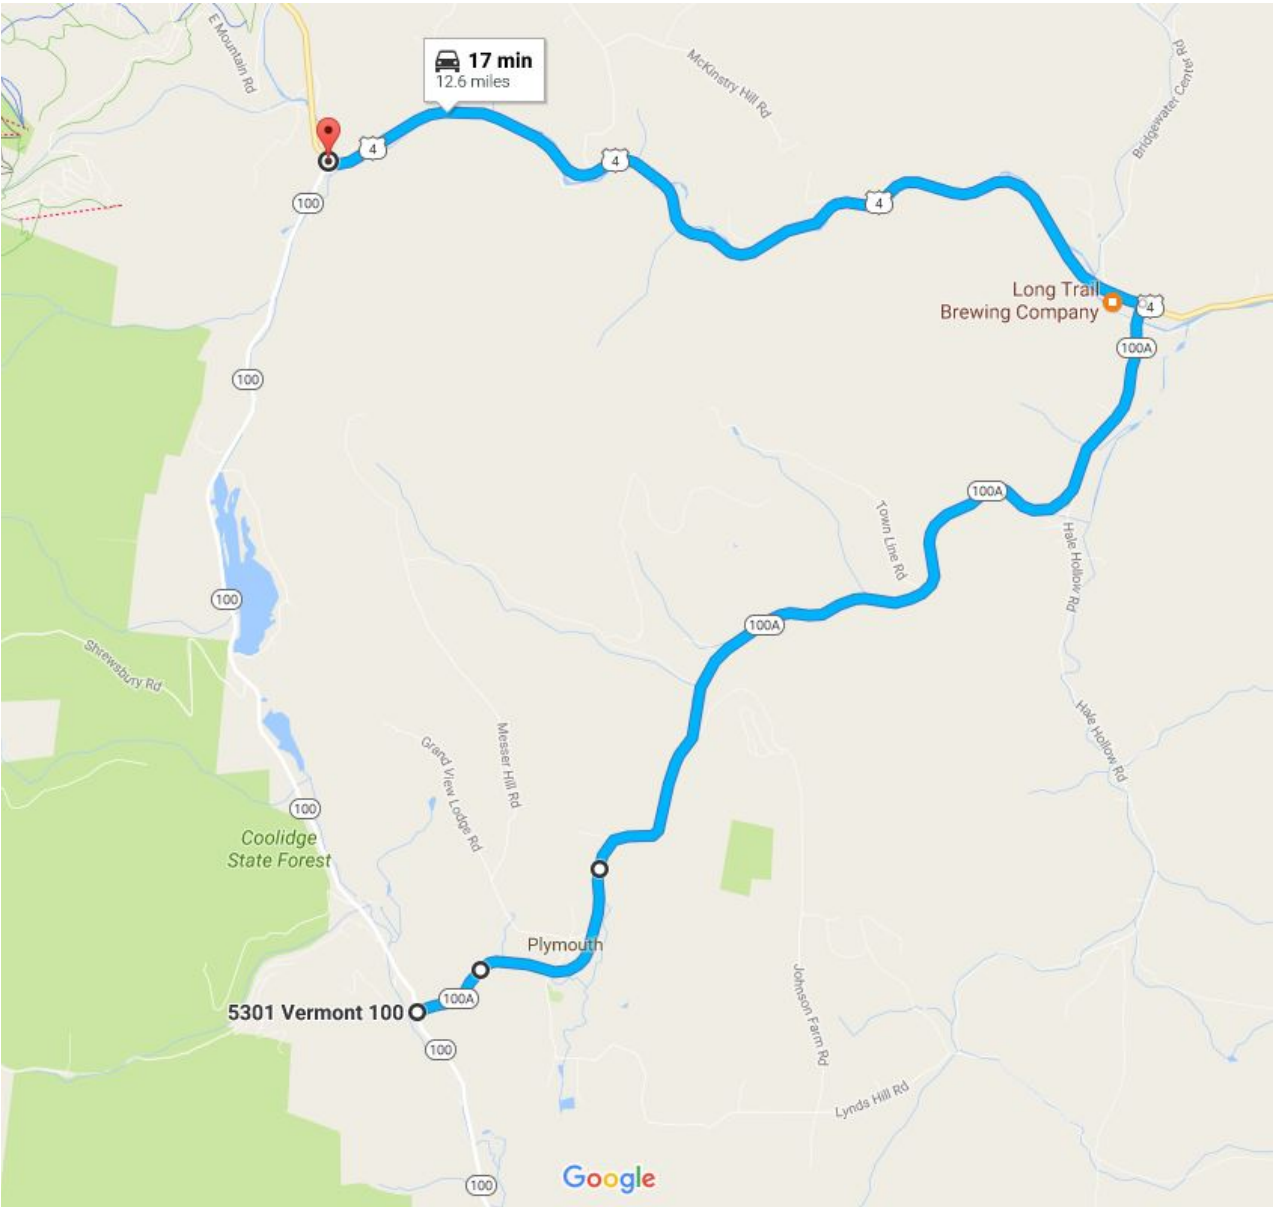 E Mountain Rd
17 min
12.6 miles
McKinstry Hill Rd
Bridgewater Center Rd
4
4
100
4
Long Trail
Brewing Company
4
100A
100
100A
Town Line Rd
Hale Hollow Rd
100
100A
Shrewsbury Rd
Hale Hollow Rd
Grand View Lodge Rd
Messer Hill Rd
100
Coolidge
State Forest
Plymouth
100A
5301 Vermont 100
Johnson Farm Rd
100
Lynds Hill Rd
Google
100